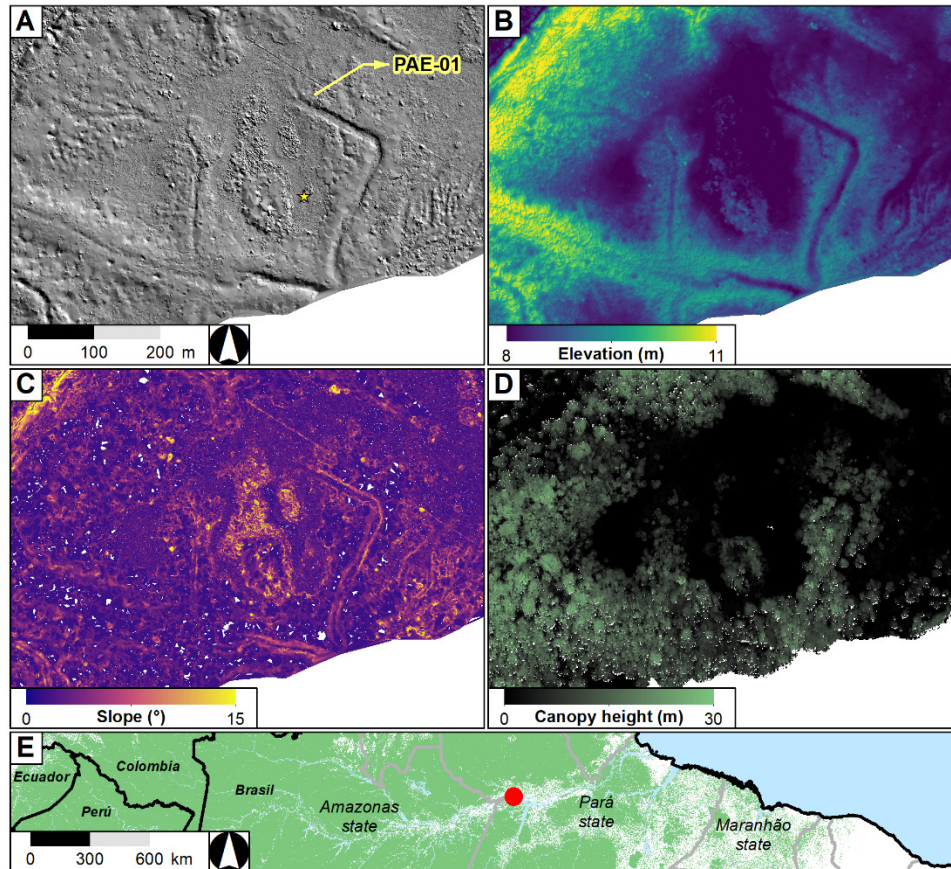 A
PAE-01
0 100 200 m
B
8 Elevation (m) 11
C
0 Slope (°) 15
D
0 Canopy height (m) 30
E
Ecuador
Colombia
Perú
Brasil
Amazonas
state
Pará
state
Maranhão
state
0 300 600 km